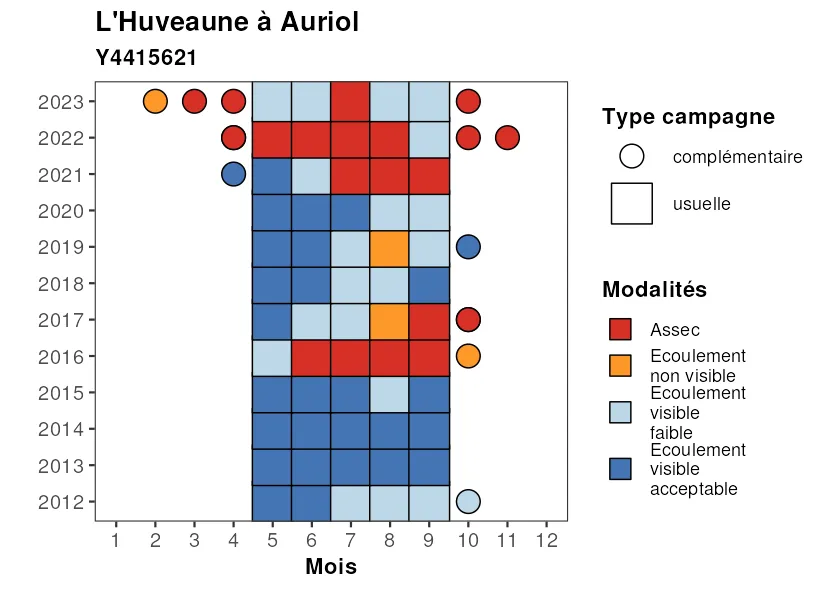 L'Huveaune à Auriol
Y4415621
2023
2022
2021
2020
2019
2018
2017
2016
2015
2014
2013
2012
1 2 3 4 5 6 7 8 9 10 11 12
Mois
Type campagne
complémentaire
usuelle
Modalités
Assec
Ecoulement
non visible
Ecoulement
visible
faible
Ecoulement
visible
acceptable